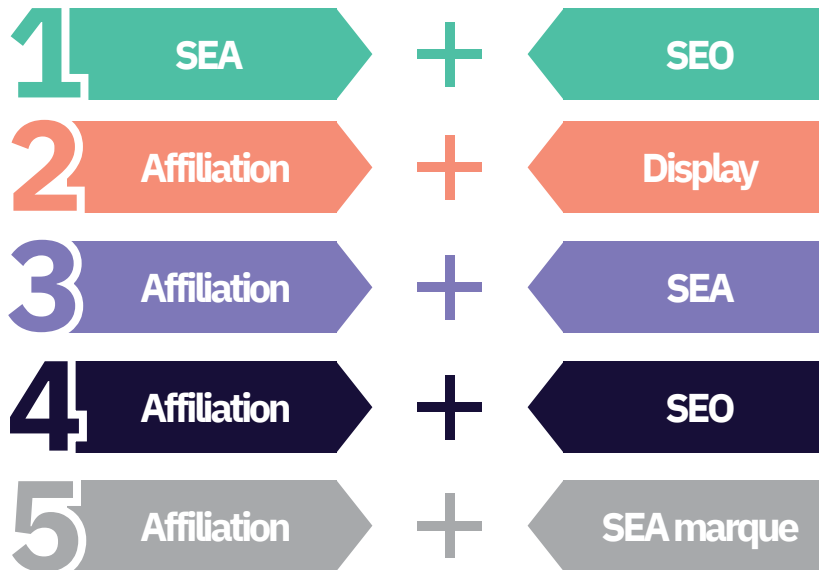 1 SEA + SEO
2 Affiliation + Display
3 Affiliation + SEA
4 Affiliation + SEO
5 Affiliation + SEA marque